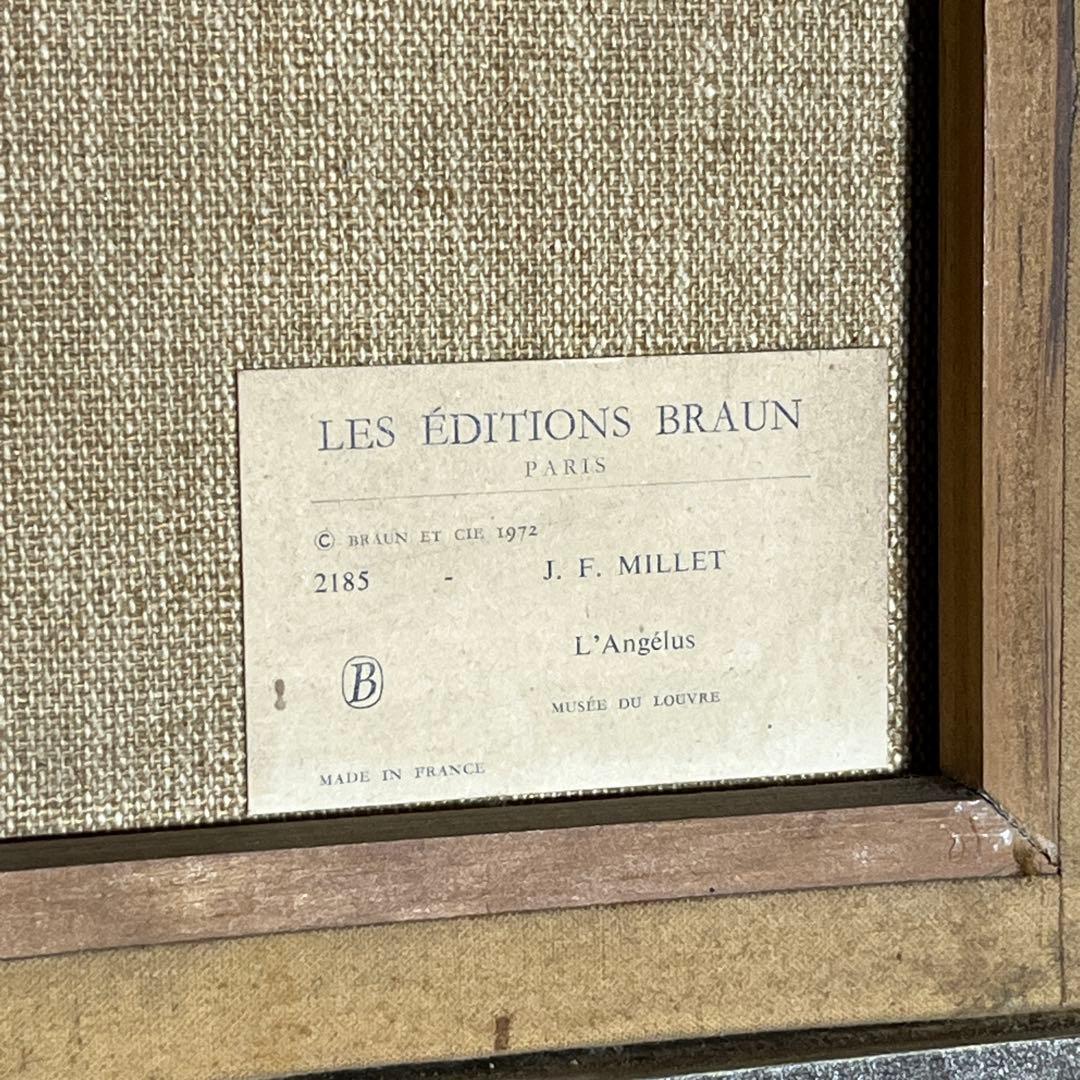 LES ÉDITIONS BRAUN
PARIS
© BRAUN ET CIE 1972
2185 - J. F. MILLET
L'Angélus
B
MUSÉE DU LOUVRE
MADE IN FRANCE